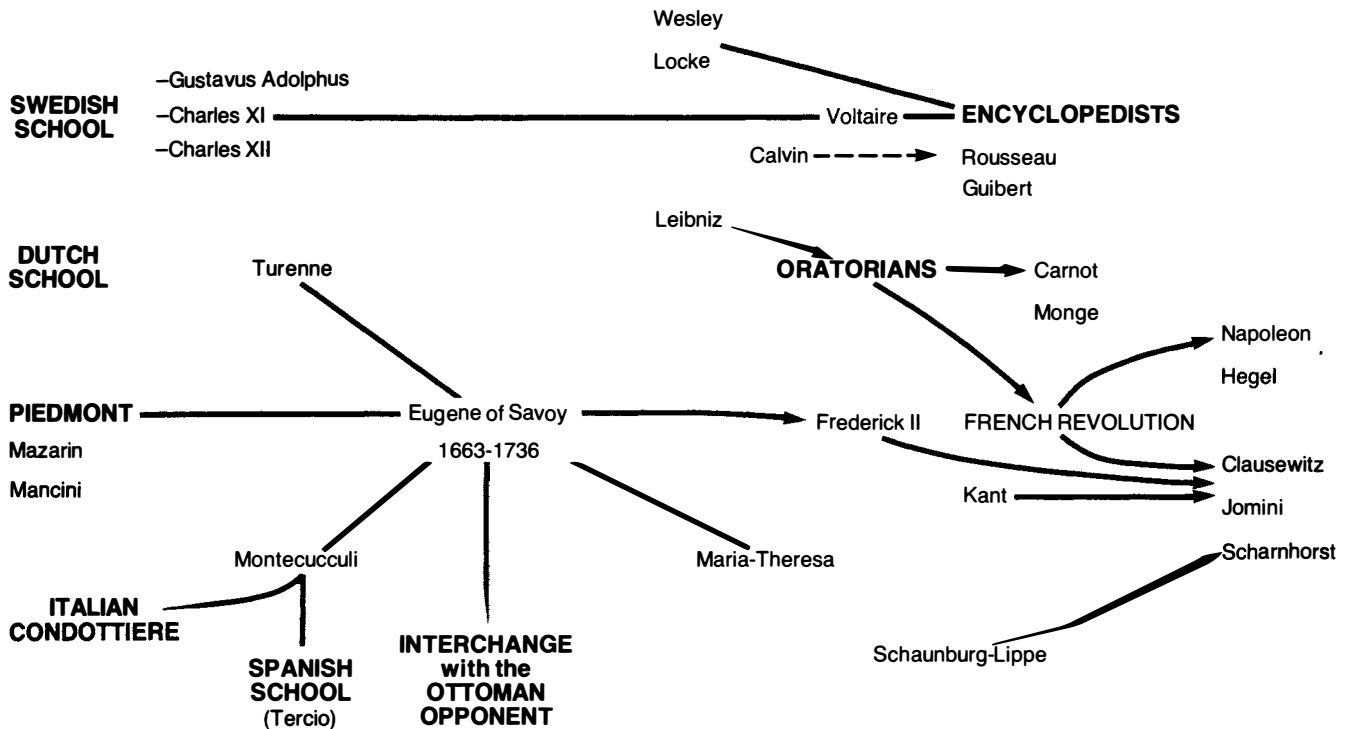 Wesley
Locke
SWEDISH
SCHOOL
–Gustavus Adolphus
–Charles XI
–Charles XII
Voltaire
ENCYCLOPEDISTS
Calvin
Rousseau
Guibert
Leibniz
DUTCH
SCHOOL
Turenne
ORATORIANS
Carnot
Monge
Napoleon
Hegel
PIEDMONT
Mazarin
Mancini
Eugene of Savoy
1663-1736
Frederick II
FRENCH REVOLUTION
Clausewitz
Kant
Jomini
Montecucculi
Maria-Theresa
Scharnhorst
ITALIAN
CONDOTTIERE
SPANISH
SCHOOL
(Tercio)
INTERCHANGE
with the
OTTOMAN
OPPONENT
Schaunburg-Lippe